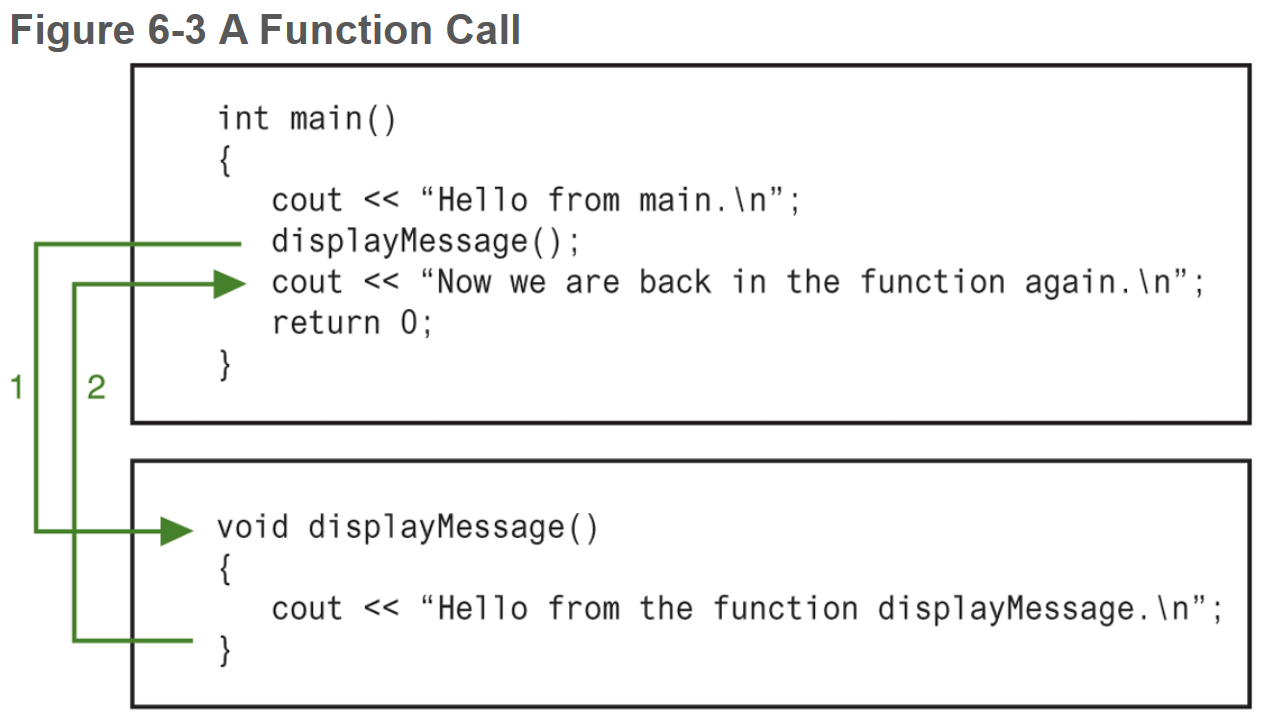 Figure 6-3 A Function Call
int main()
{
cout << “Hello from main.\n”;
displayMessage();
cout << “Now we are back in the function again.\n”;
return 0;
}
1
2
void displayMessage()
{
cout << “Hello from the function displayMessage.\n”;
}